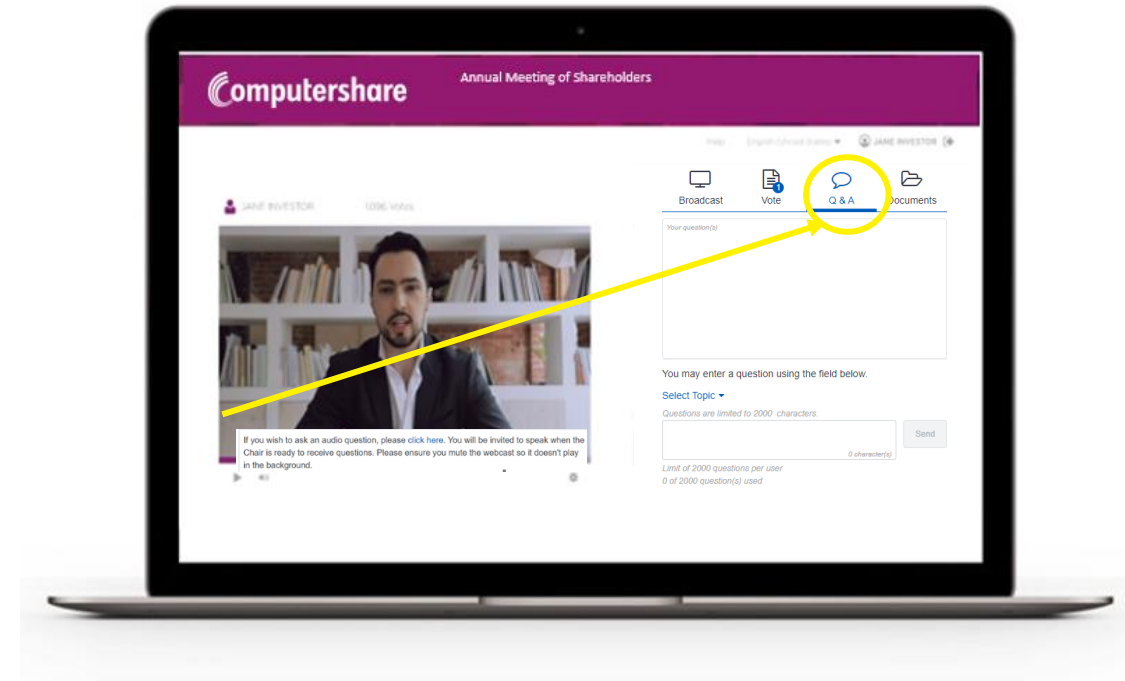 Computershare
Annual Meeting of Shareholders
Help English (United States) JANE INVESTOR
JANE INVESTOR 1096 Votes
Broadcast Vote 1 Q & A Documents
Your question(s)
You may enter a question using the field below.
Select Topic
Questions are limited to 2000 characters.
Send
0 character(s)
Limit of 2000 questions per user
0 of 2000 question(s) used
If you wish to ask an audio question, please click here. You will be invited to speak when the
Chair is ready to receive questions. Please ensure you mute the webcast so it doesn't play
in the background.